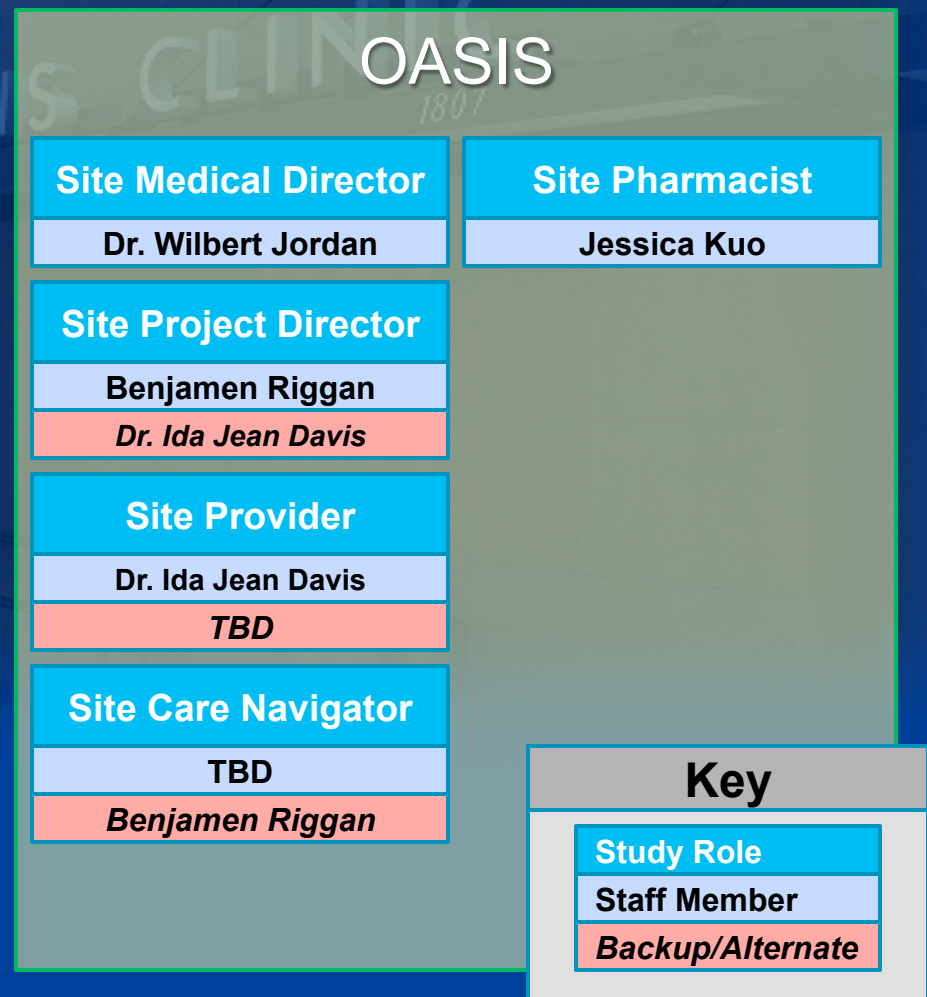 S CLINIC
1807
OASIS
Site Medical Director
Dr. Wilbert Jordan
Site Pharmacist
Jessica Kuo
Site Project Director
Benjamen Riggan
Dr. Ida Jean Davis
Site Provider
Dr. Ida Jean Davis
TBD
Site Care Navigator
TBD
Benjamen Riggan
Key
Study Role
Staff Member
Backup/Alternate